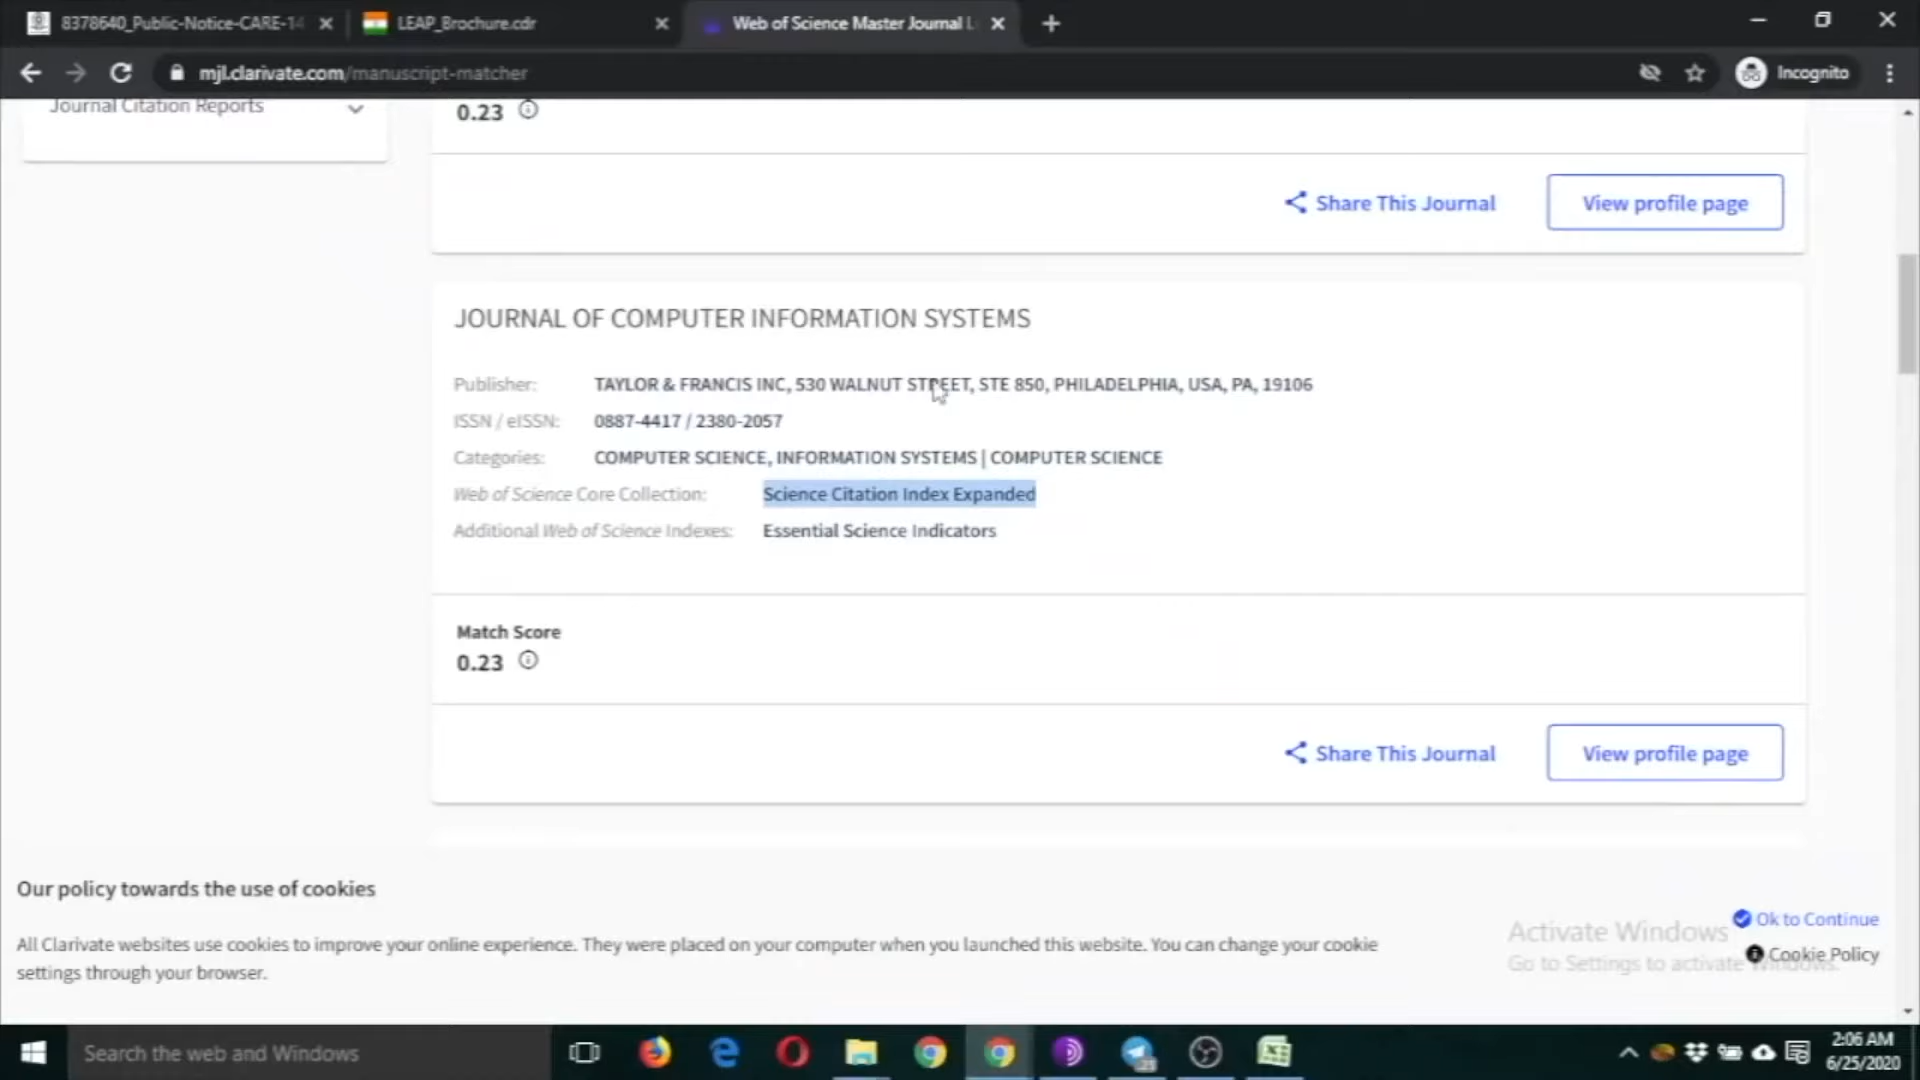 8378640_Public-Notice-CARE-14
LEAP_Brochure.cdr
Web of Science Master Journal L
mjl.clarivate.com/manuscript-matcher
Incognito
Journal Citation Reports
0.23
Share This Journal
View profile page
JOURNAL OF COMPUTER INFORMATION SYSTEMS
Publisher: TAYLOR & FRANCIS INC, 530 WALNUT STREET, STE 850, PHILADELPHIA, USA, PA, 19106
ISSN / eISSN: 0887-4417 / 2380-2057
Categories: COMPUTER SCIENCE, INFORMATION SYSTEMS | COMPUTER SCIENCE
Web of Science Core Collection: Science Citation Index Expanded
Additional Web of Science Indexes: Essential Science Indicators
Match Score
0.23
Share This Journal
View profile page
Our policy towards the use of cookies
All Clarivate websites use cookies to improve your online experience. They were placed on your computer when you launched this website. You can change your cookie
settings through your browser.
Ok to Continue
Cookie Policy
Activate Windows
Go to Settings to activate Windows.
Search the web and Windows
2:06 AM
6/25/2020